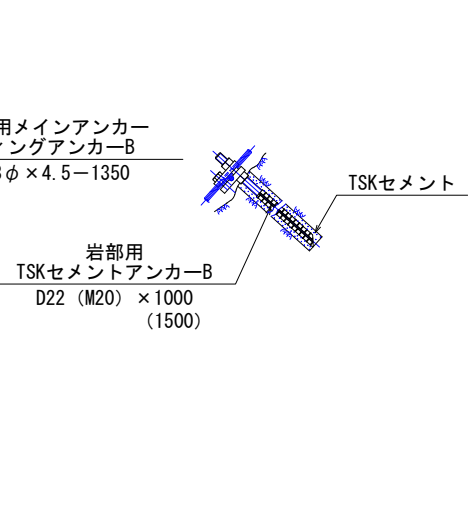 用メインアンカー
ィングアンカーB
φ×4.5－1350
TSKセメント
岩部用
TSKセメントアンカーB
D22（M20）×1000
（1500）